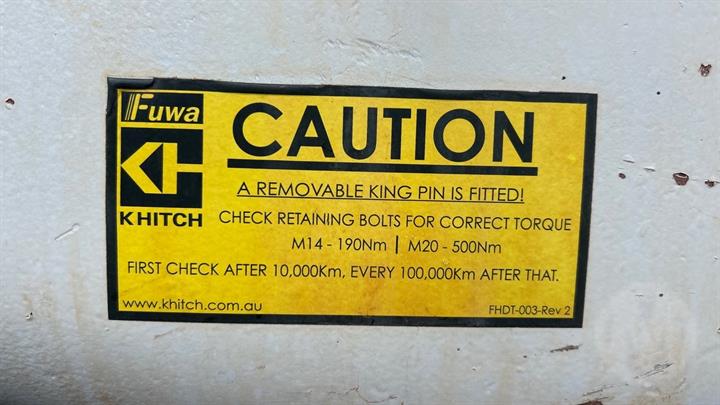 Fuwa
KHITCH
CAUTION
A REMOVABLE KING PIN IS FITTED!
CHECK RETAINING BOLTS FOR CORRECT TORQUE
M14 - 190Nm | M20 - 500Nm
FIRST CHECK AFTER 10,000Km, EVERY 100,000Km AFTER THAT.
www.khitch.com.au
FHDT-003-Rev 2